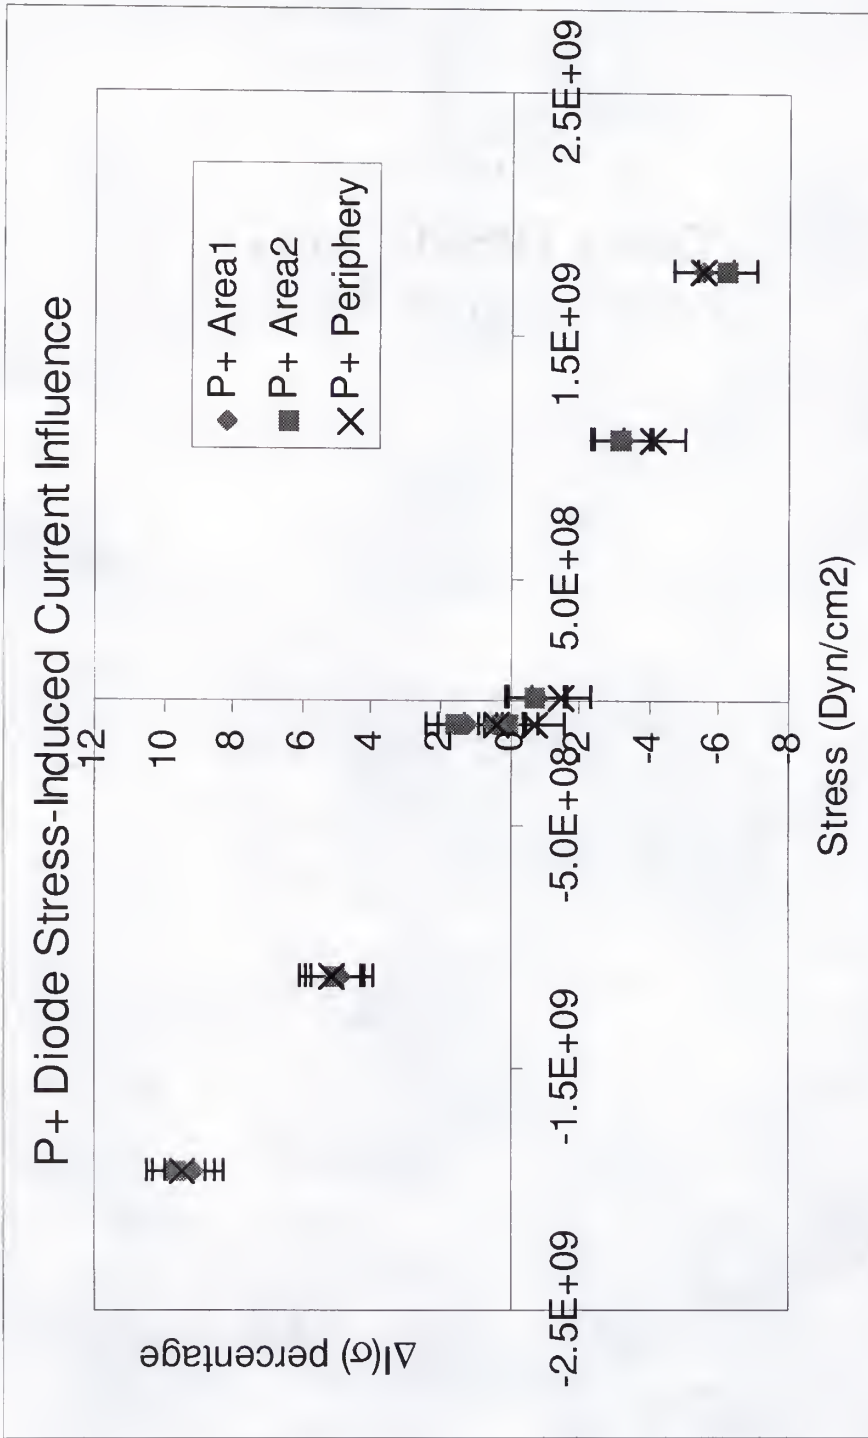 P+ Diode Stress-Induced Current Influence
ΔI(σ) percentage
12
10
8
6
4
2
0
-2
-4
-6
-8
-2.5E+09
-1.5E+09
-5.0E+08
5.0E+08
1.5E+09
2.5E+09
P+ Area1
P+ Area2
P+ Periphery
Stress (Dyn/cm2)